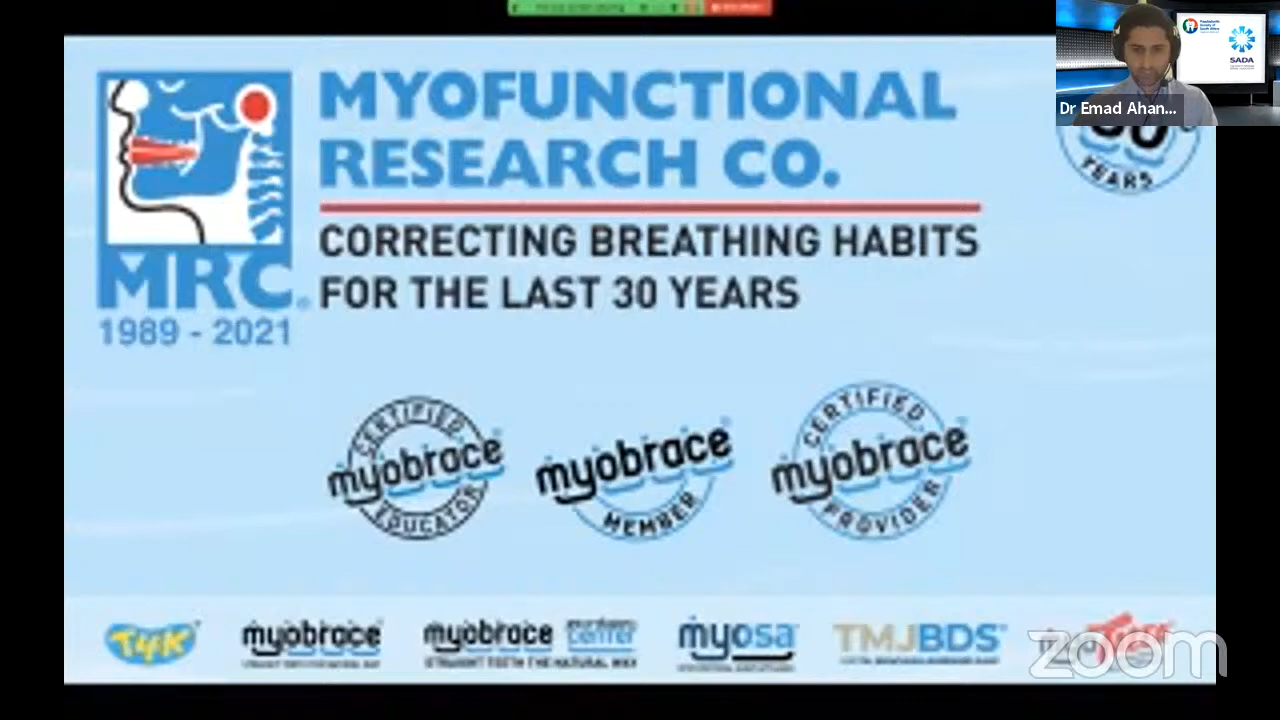 MYOFUNCTIONAL
RESEARCH CO.
CORRECTING BREATHING HABITS
FOR THE LAST 30 YEARS
MRC
1989 - 2021
Dr Emad Ahan...
SADA
YEARS
CERTIFIED
myobrace
EDUCATOR
myobrace
MEMBER
CERTIFIED
myobrace
PROVIDER
T4K
myobrace
myobrace
myosa
TMJBDS
zoom